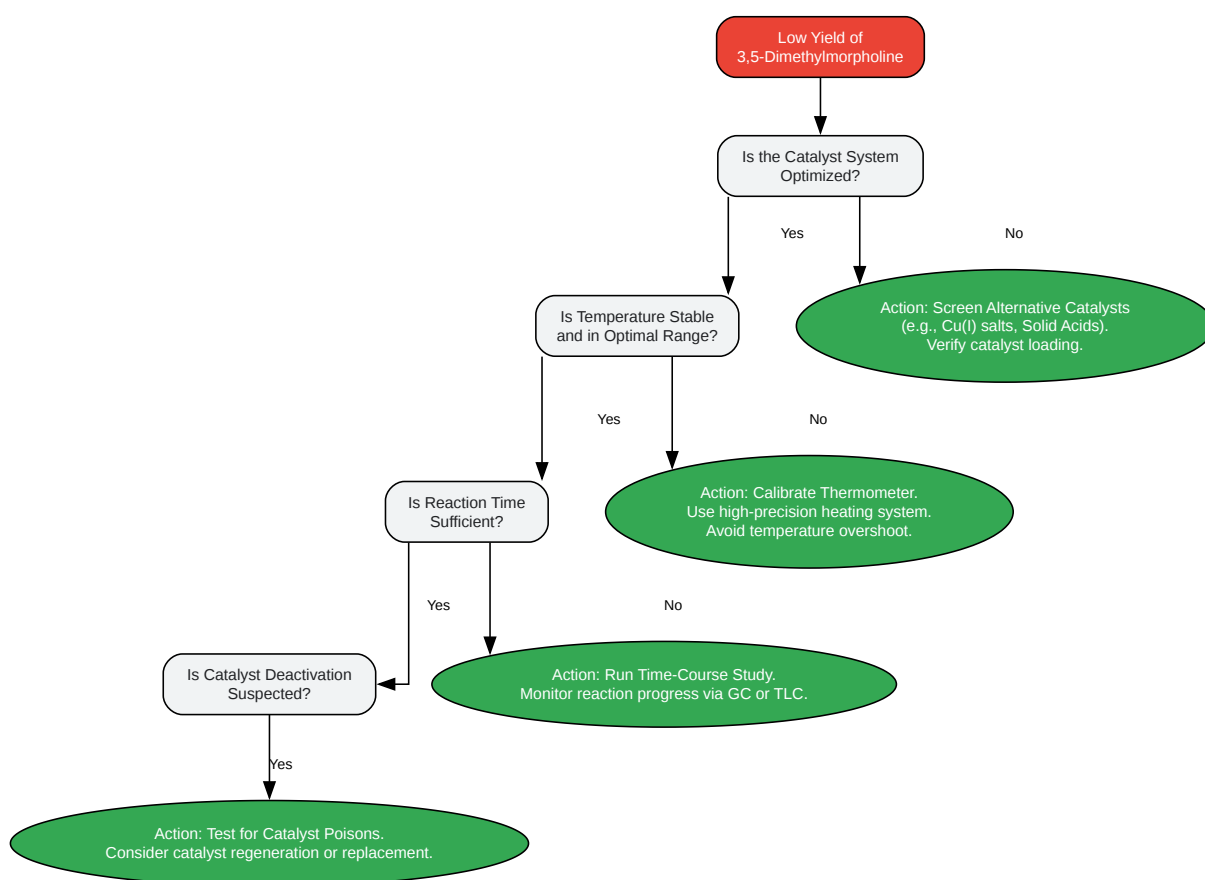 Low Yield of
3,5-Dimethylmorpholine
Is the Catalyst System
Optimized?
Yes
No
Action: Screen Alternative Catalysts
(e.g., Cu(I) salts, Solid Acids).
Verify catalyst loading.
Is Temperature Stable
and in Optimal Range?
Yes
No
Action: Calibrate Thermometer.
Use high-precision heating system.
Avoid temperature overshoot.
Is Reaction Time
Sufficient?
Yes
No
Action: Run Time-Course Study.
Monitor reaction progress via GC or TLC.
Is Catalyst Deactivation
Suspected?
Yes
Action: Test for Catalyst Poisons.
Consider catalyst regeneration or replacement.